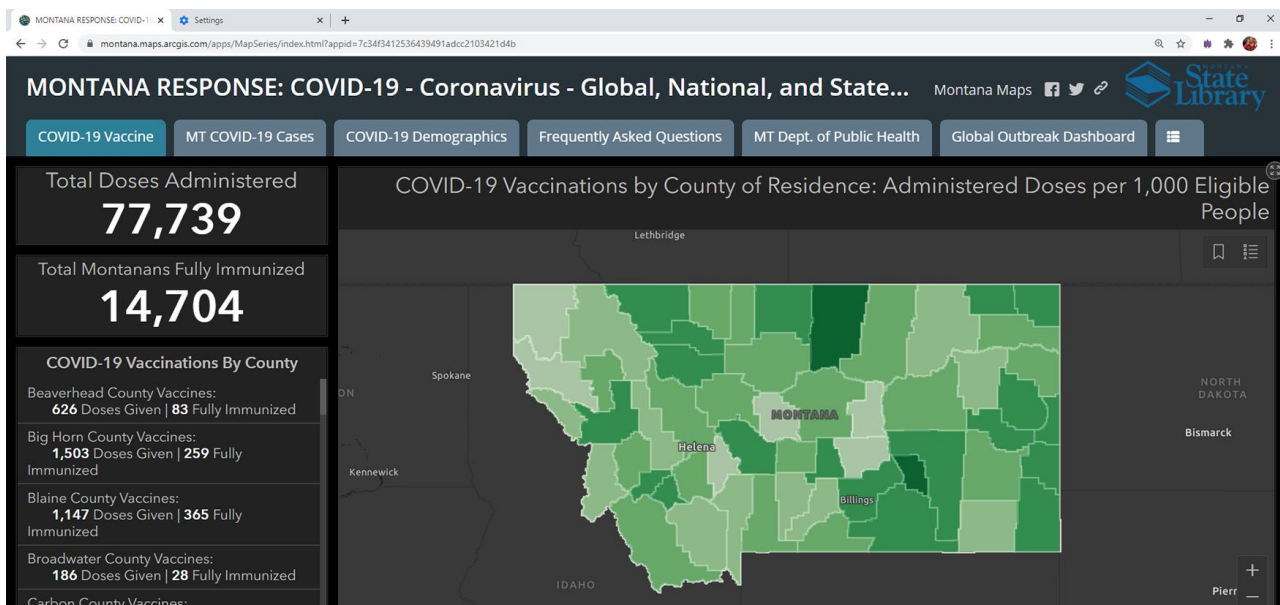 MONTANA RESPONSE: COVID-1
Settings
montana.maps.arcgis.com/apps/MapSeries/index.html?appid=7c34f3412536439491adcc2103421d4b
MONTANA RESPONSE: COVID-19 - Coronavirus - Global, National, and State...
Montana Maps
MONTANA
State
Library
COVID-19 Vaccine
MT COVID-19 Cases
COVID-19 Demographics
Frequently Asked Questions
MT Dept. of Public Health
Global Outbreak Dashboard
Total Doses Administered
77,739
Total Montanans Fully Immunized
14,704
COVID-19 Vaccinations By County
Beaverhead County Vaccines:
626 Doses Given | 83 Fully Immunized
Big Horn County Vaccines:
1,503 Doses Given | 259 Fully
Immunized
Blaine County Vaccines:
1,147 Doses Given | 365 Fully
Immunized
Broadwater County Vaccines:
186 Doses Given | 28 Fully Immunized
Carbon County Vaccines:
COVID-19 Vaccinations by County of Residence: Administered Doses per 1,000 Eligible
People
Lethbridge
Spokane
ON
NORTH
DAKOTA
MONTANA
Bismarck
Helena
Kennewick
Billings
IDAHO
Pierr